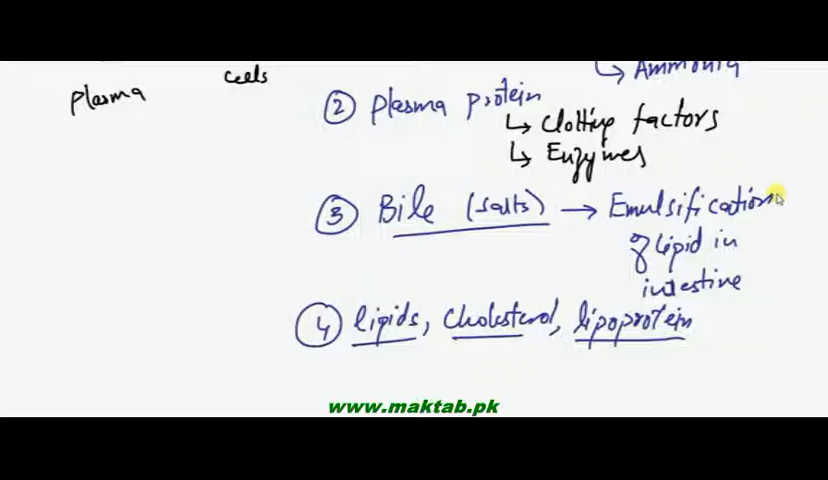 ↳ Ammonia
Plasma cells
② plasma protein
↳ Clotting factors
↳ Enzymes
③ Bile (salts) → Emulsification
of lipid in
intestine
④ lipids, cholesterol, lipoprotein
www.maktab.pk